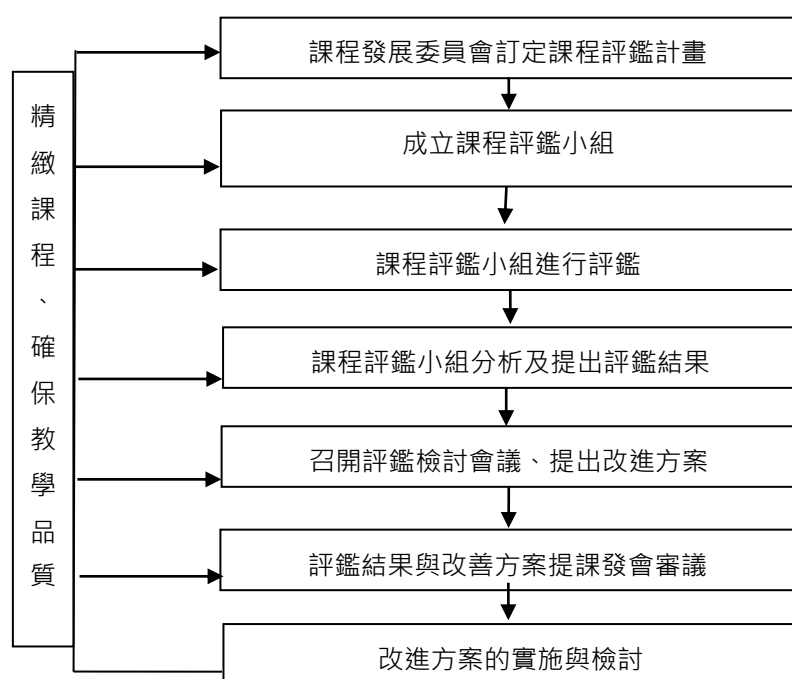 精緻課程、確保教學品質
課程發展委員會訂定課程評鑑計畫
成立課程評鑑小組
課程評鑑小組進行評鑑
課程評鑑小組分析及提出評鑑結果
召開評鑑檢討會議、提出改進方案
評鑑結果與改善方案提課發會審議
改進方案的實施與檢討